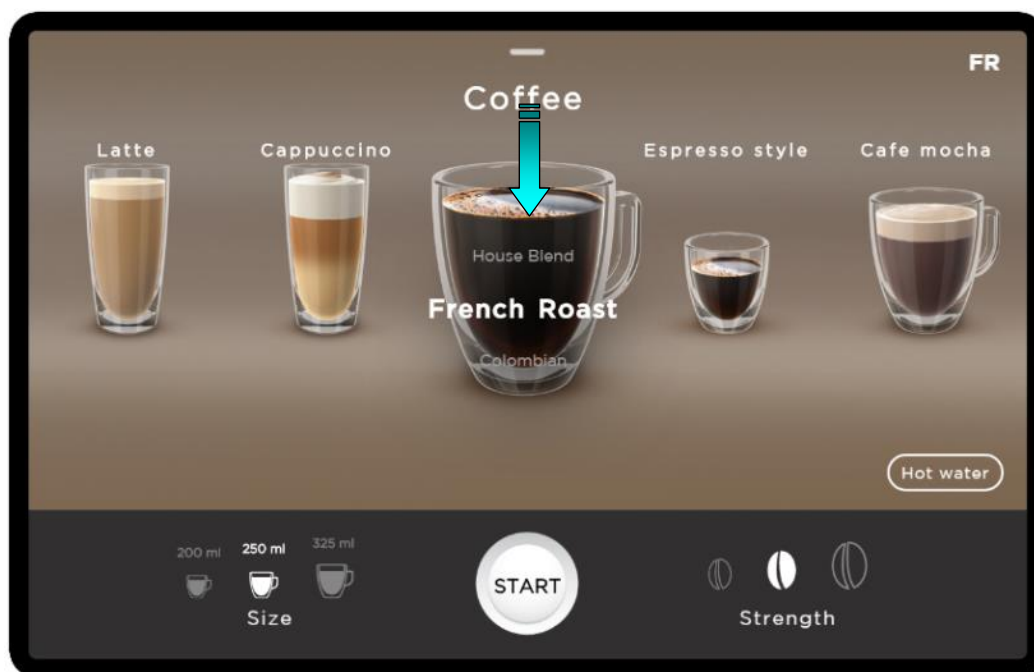 FR
Coffee
Latte
Cappuccino
Espresso style
Cafe mocha
House Blend
French Roast
Colombian
Hot water
200 ml
250 ml
325 ml
Size
START
Strength